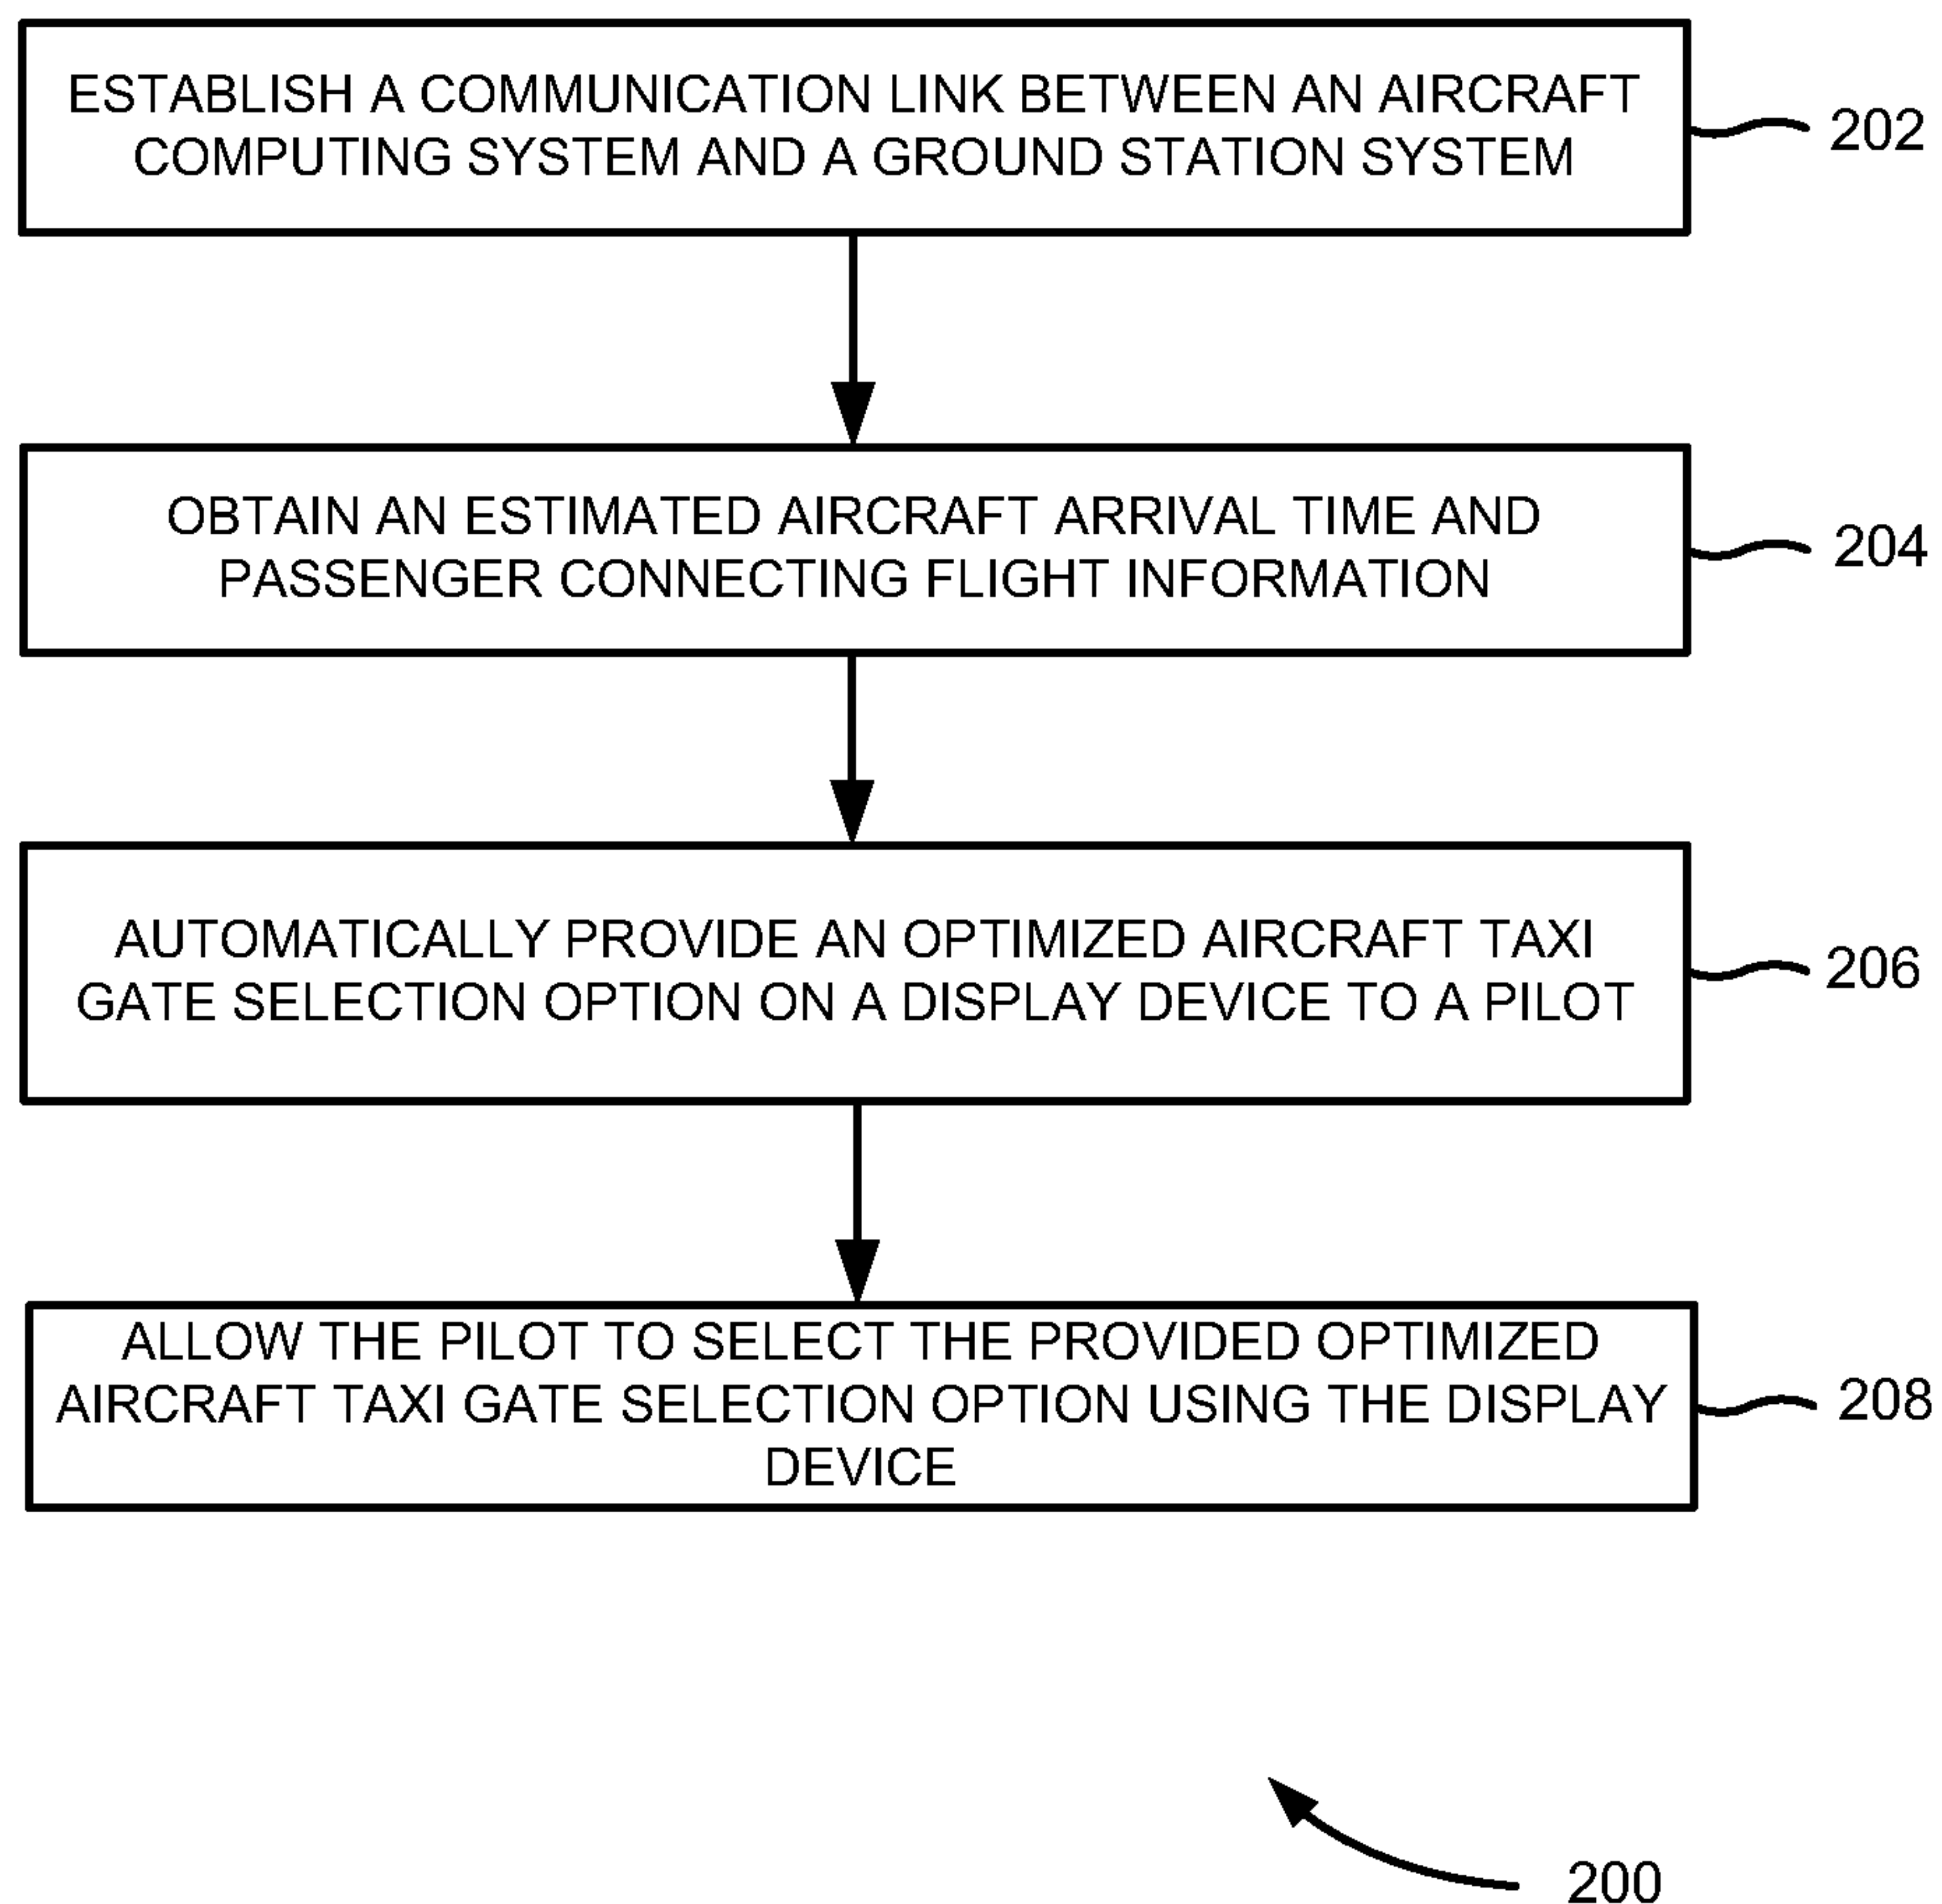 ESTABLISH A COMMUNICATION LINK BETWEEN AN AIRCRAFT
COMPUTING SYSTEM AND A GROUND STATION SYSTEM
202
OBTAIN AN ESTIMATED AIRCRAFT ARRIVAL TIME AND
PASSENGER CONNECTING FLIGHT INFORMATION
204
AUTOMATICALLY PROVIDE AN OPTIMIZED AIRCRAFT TAXI
GATE SELECTION OPTION ON A DISPLAY DEVICE TO A PILOT
206
ALLOW THE PILOT TO SELECT THE PROVIDED OPTIMIZED
AIRCRAFT TAXI GATE SELECTION OPTION USING THE DISPLAY
DEVICE
208
200